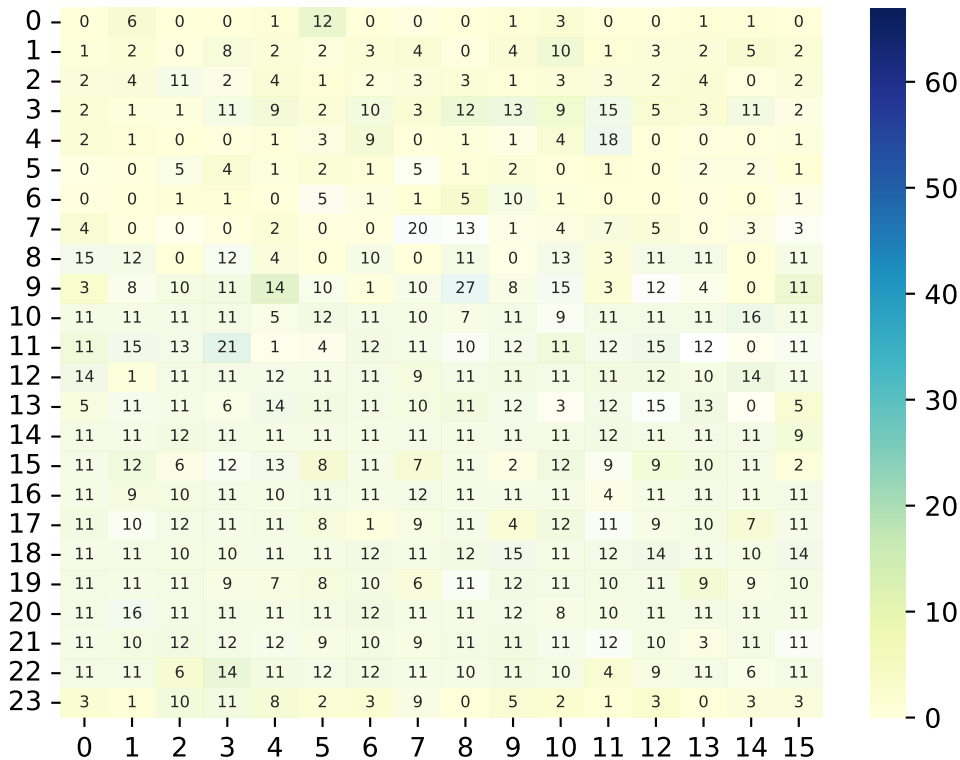 0 0 6 0 0 1 12 0 0 0 1 3 0 0 1 1 0
1 1 2 0 8 2 2 3 4 0 4 10 1 3 2 5 2
2 2 4 11 2 4 1 2 3 3 1 3 3 2 4 0 2
3 2 1 1 11 9 2 10 3 12 13 9 15 5 3 11 2
4 2 1 0 0 1 3 9 0 1 1 4 18 0 0 0 1
5 0 0 5 4 1 2 1 5 1 2 0 1 0 2 2 1
6 0 0 1 1 0 5 1 1 5 10 1 0 0 0 0 1
7 4 0 0 0 2 0 0 20 13 1 4 7 5 0 3 3
8 15 12 0 12 4 0 10 0 11 0 13 3 11 11 0 11
9 3 8 10 11 14 10 1 10 27 8 15 3 12 4 0 11
10 11 11 11 11 5 12 11 10 7 11 9 11 11 11 16 11
11 11 15 13 21 1 4 12 11 10 12 11 12 15 12 0 11
12 14 1 11 11 12 11 11 9 11 11 11 11 12 10 14 11
13 5 11 11 6 14 11 11 10 11 12 3 12 15 13 0 5
14 11 11 12 11 11 11 11 11 11 11 11 12 11 11 11 9
15 11 12 6 12 13 8 11 7 11 2 12 9 9 10 11 2
16 11 9 10 11 10 11 11 12 11 11 11 4 11 11 11 11
17 11 10 12 11 11 8 1 9 11 4 12 11 9 10 7 11
18 11 11 10 10 11 11 12 11 12 15 11 12 14 11 10 14
19 11 11 11 9 7 8 10 6 11 12 11 10 11 9 9 10
20 11 16 11 11 11 11 12 11 11 12 8 10 11 11 11 11
21 11 10 12 12 12 9 10 9 11 11 11 12 10 3 11 11
22 11 11 6 14 11 12 12 11 10 11 10 4 9 11 6 11
23 3 1 10 11 8 2 3 9 0 5 2 1 3 0 3 3
0 1 2 3 4 5 6 7 8 9 10 11 12 13 14 15
60
50
40
30
20
10
0